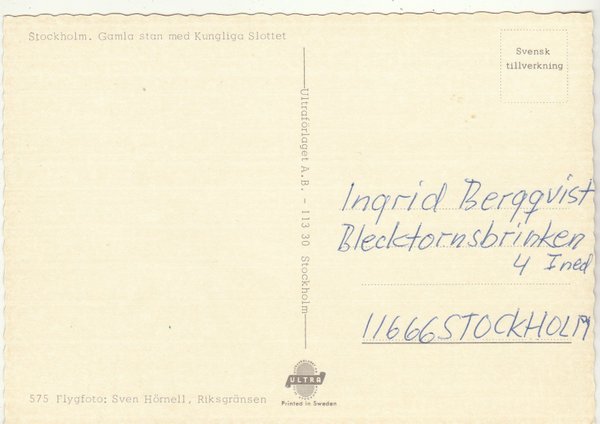 Stockholm. Gamla stan med Kungliga Slottet
Svensk
tillverkning
Ultraförlaget A.B. - 113 30 Stockholm
Ingrid Bergqvist
Blecktornsbrinken
4 Ined
11666 STOCKHOLM
ULTRA
Printed in Sweden
575 Flygfoto: Sven Hörnell, Riksgränsen